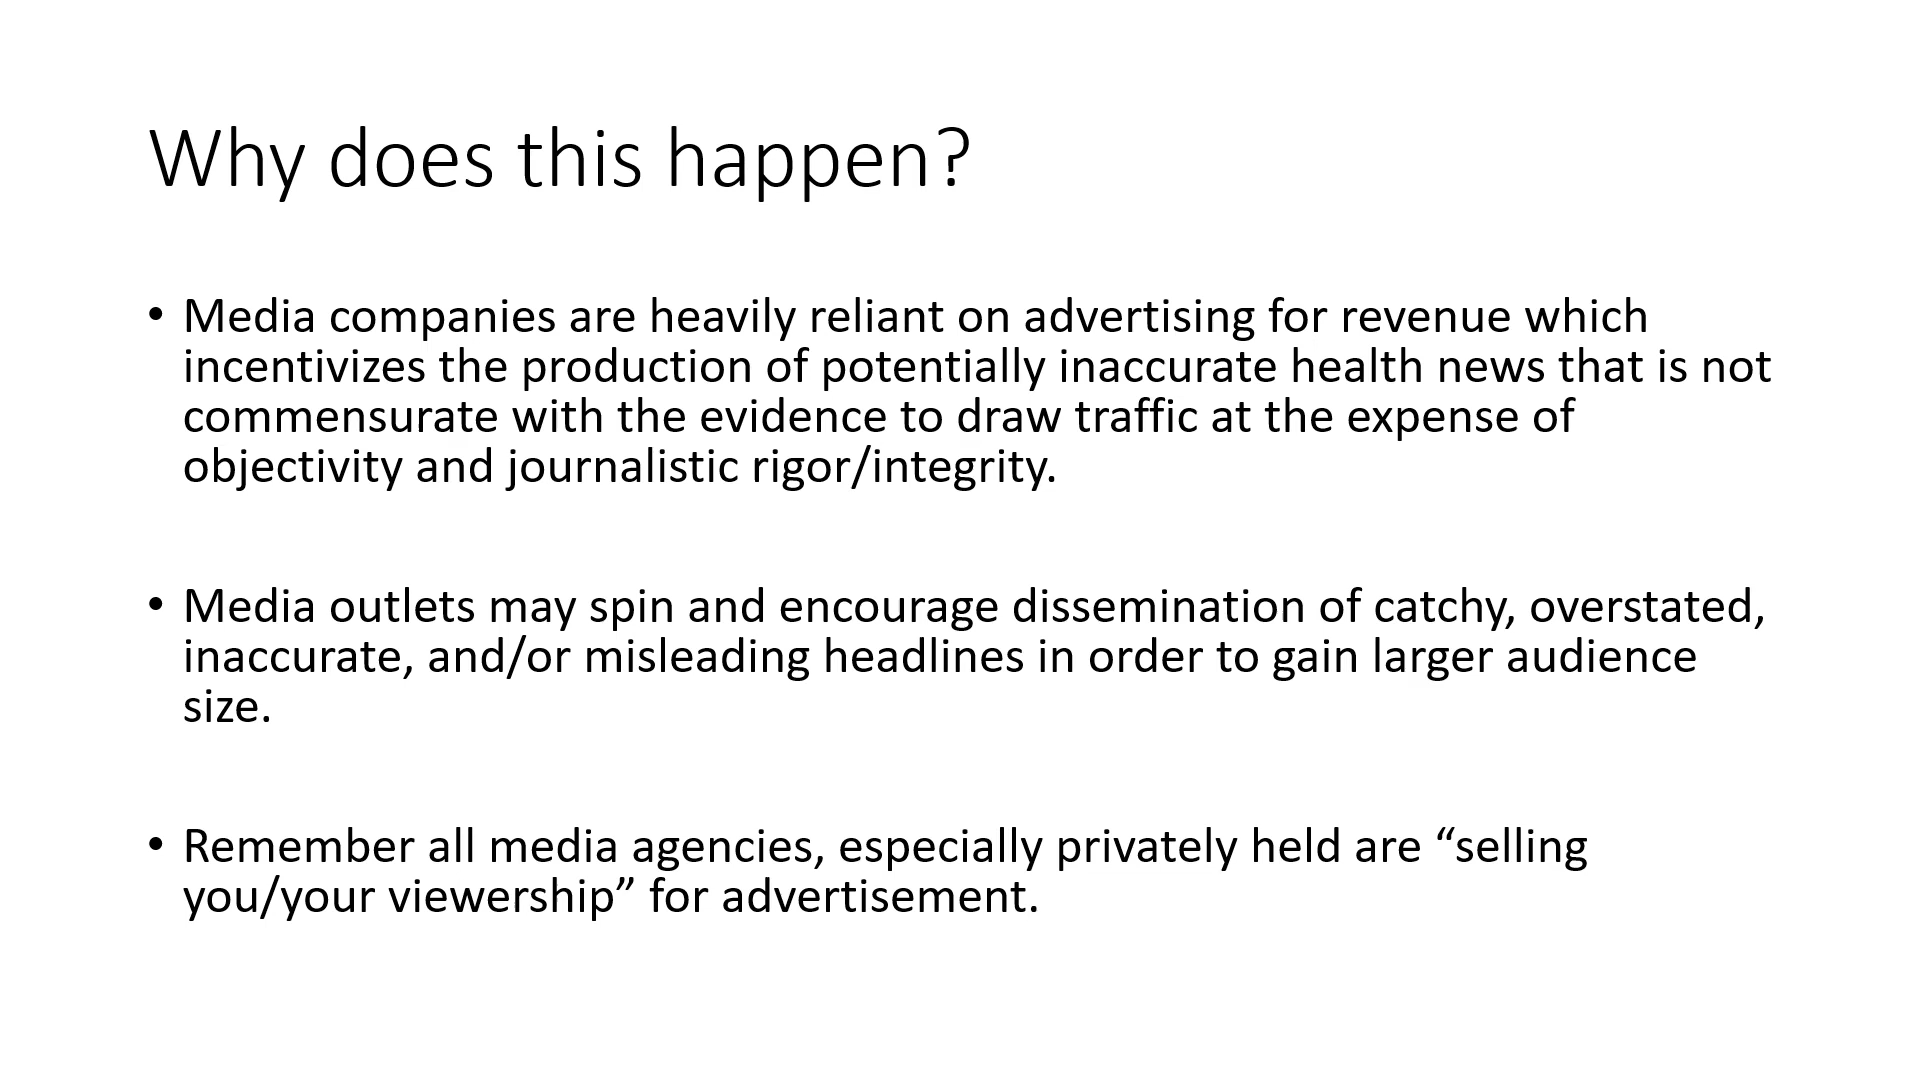 Why does this happen?
• Media companies are heavily reliant on advertising for revenue which
incentivizes the production of potentially inaccurate health news that is not
commensurate with the evidence to draw traffic at the expense of
objectivity and journalistic rigor/integrity.
• Media outlets may spin and encourage dissemination of catchy, overstated,
inaccurate, and/or misleading headlines in order to gain larger audience
size.
• Remember all media agencies, especially privately held are “selling
you/your viewership” for advertisement.